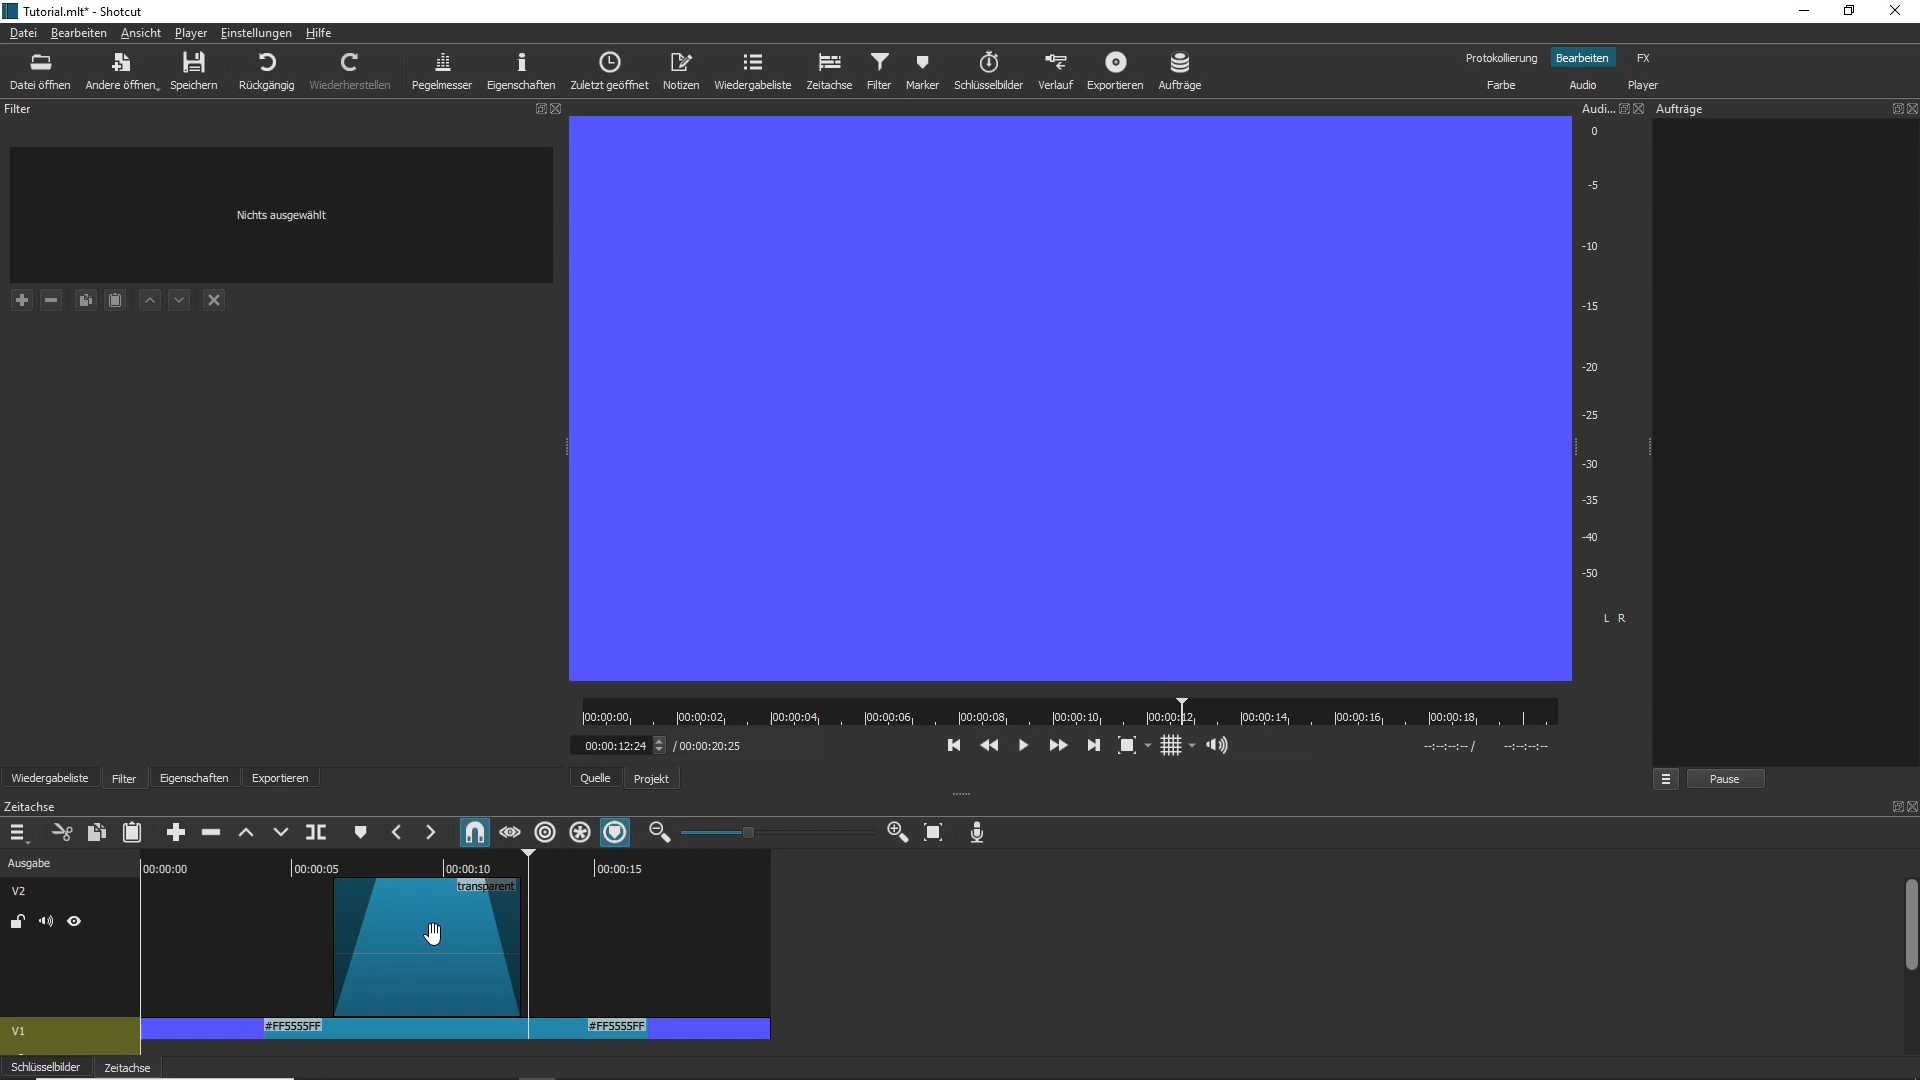 Tutorial.mlt* - Shotcut
Datei Bearbeiten Ansicht Player Einstellungen Hilfe
Datei öffnen Andere öffnen Speichern Rückgängig Wiederherstellen Pegelmesser Eigenschaften Zuletzt geöffnet Notizen Wiedergabeliste Zeitachse Filter Marker Schlüsselbilder Verlauf Exportieren Aufträge
Protokollierung Bearbeiten FX
Farbe Audio Player
Filter
Audi...
Aufträge
Nichts ausgewählt
0
-5
-10
-15
-20
-25
-30
-35
-40
-50
L R
00:00:00 00:00:02 00:00:04 00:00:06 00:00:08 00:00:10 00:00:12 00:00:14 00:00:16 00:00:18
00:00:12:24 / 00:00:20:25
--:--:--:-- / --:--:--:--
Wiedergabeliste Filter Eigenschaften Exportieren
Quelle Projekt
Pause
Zeitachse
Ausgabe
00:00:00 00:00:05 00:00:10 00:00:15
V2
transparent
V1
#FF5555FF #FF5555FF
Schlüsselbilder Zeitachse